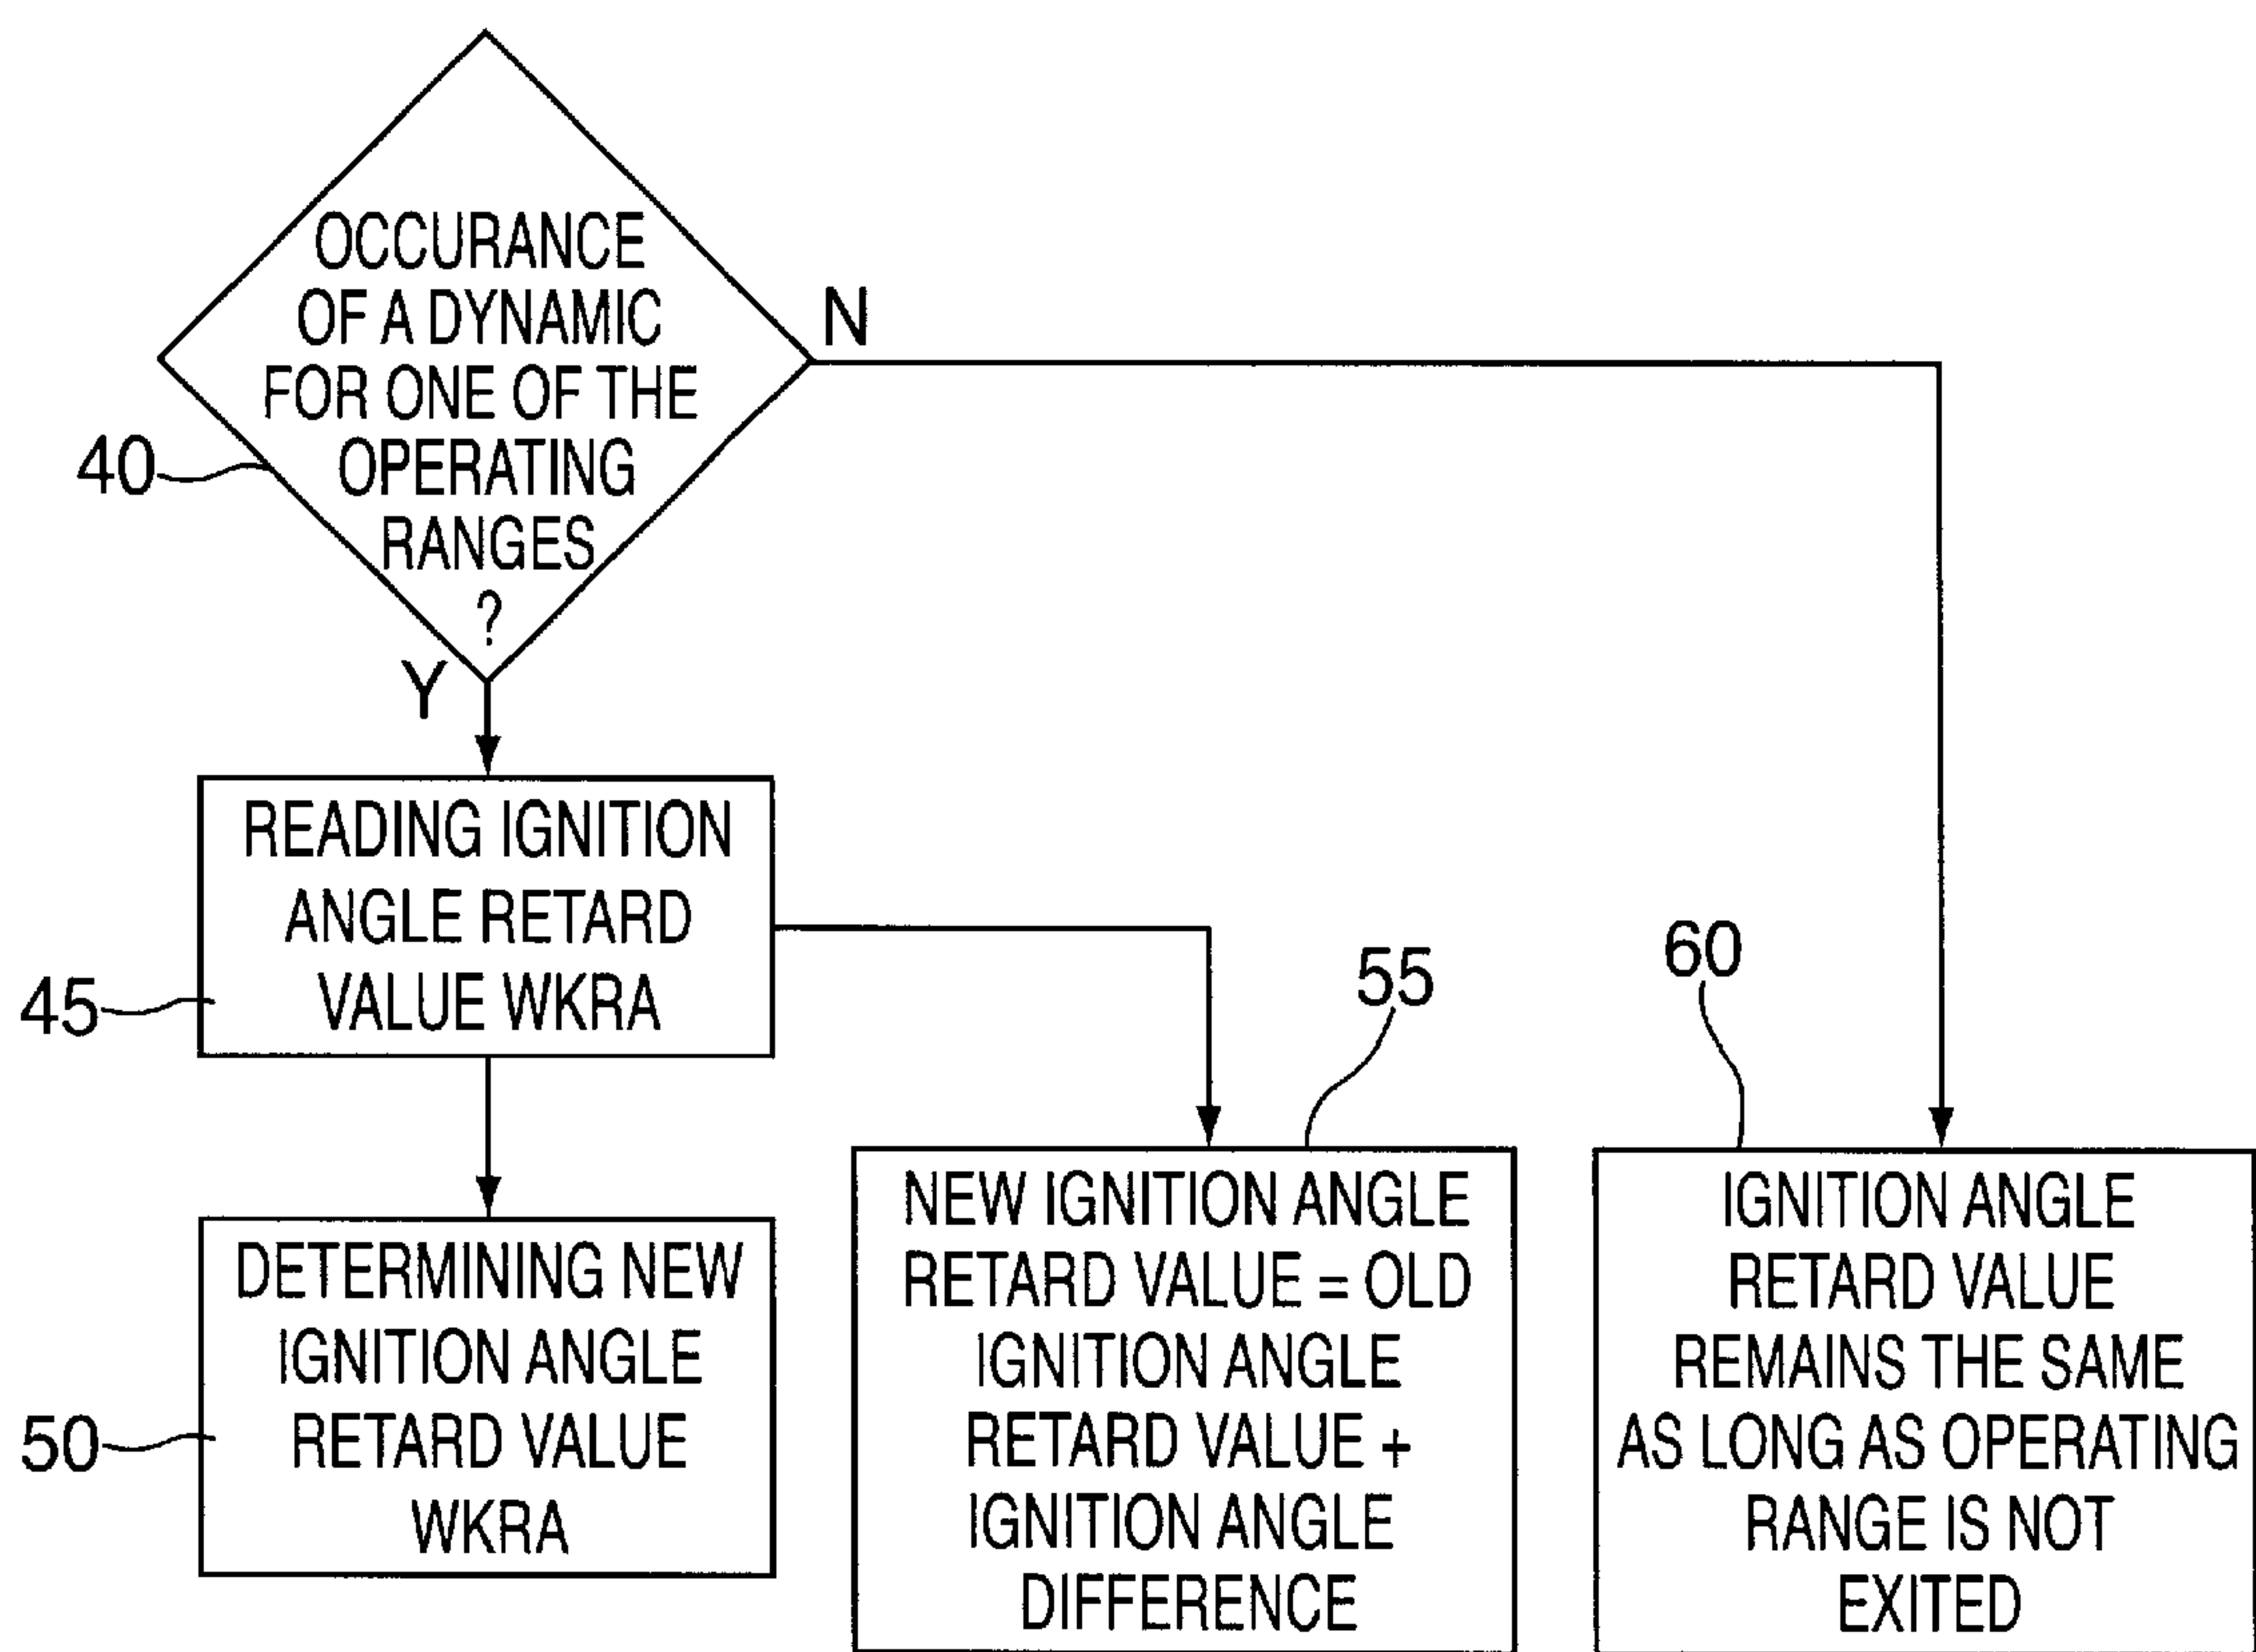 OCCURANCE
OF A DYNAMIC
FOR ONE OF THE
OPERATING
RANGES
?
N
40
Y
READING IGNITION
ANGLE RETARD
VALUE WKRA
45
DETERMINING NEW
IGNITION ANGLE
RETARD VALUE
WKRA
50
55
NEW IGNITION ANGLE
RETARD VALUE = OLD
IGNITION ANGLE
RETARD VALUE +
IGNITION ANGLE
DIFFERENCE
60
IGNITION ANGLE
RETARD VALUE
REMAINS THE SAME
AS LONG AS OPERATING
RANGE IS NOT
EXITED